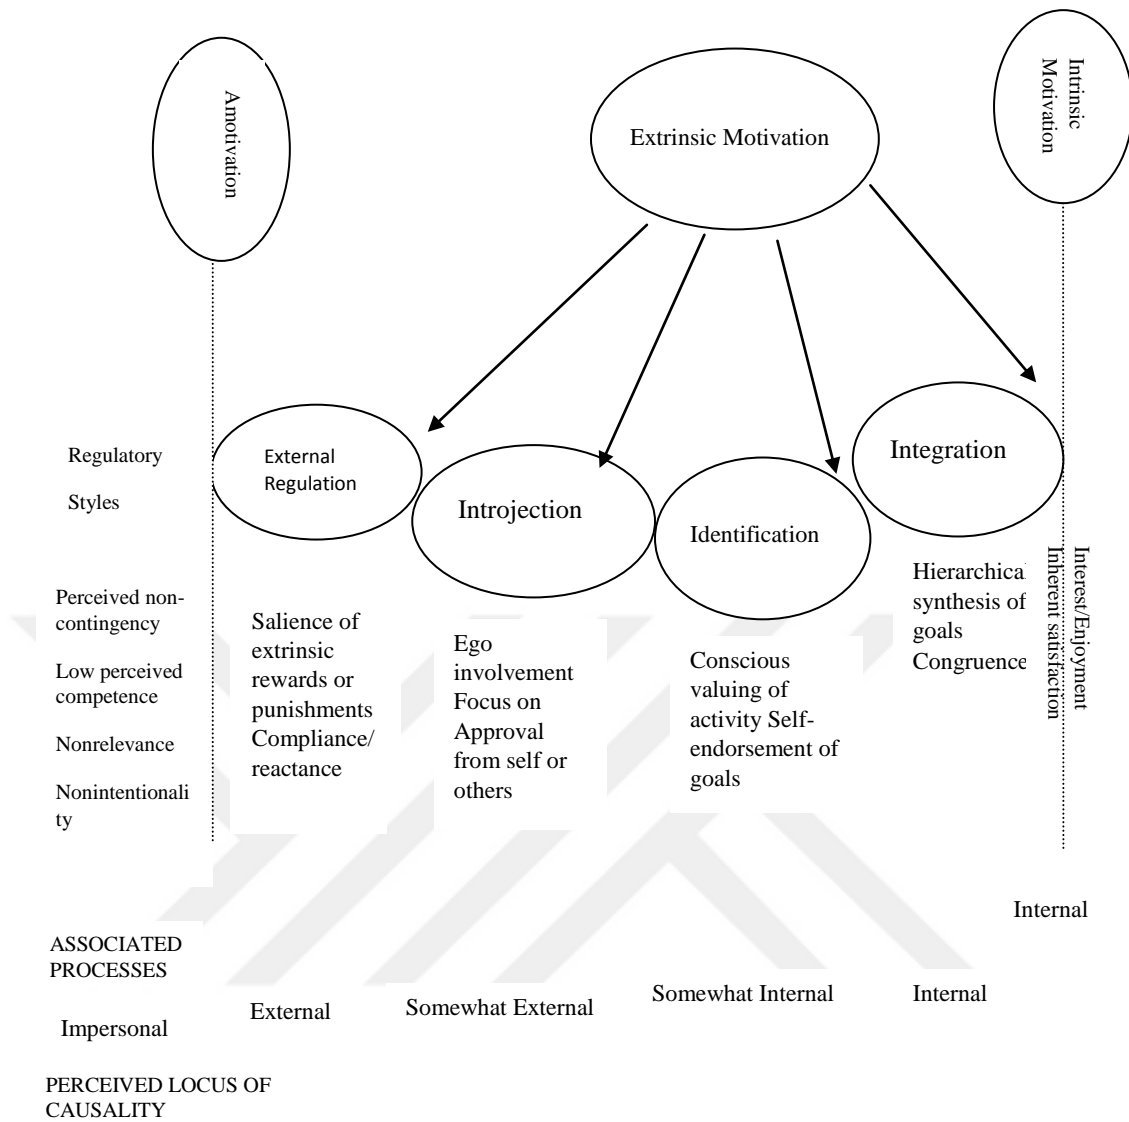 Amotivation
Extrinsic Motivation
Intrinsic
Motivation
Regulatory
Styles
External
Regulation
Introjection
Identification
Integration
Perceived non-
contingency
Low perceived
competence
Nonrelevance
Nonintentionali
ty
Salience of
extrinsic
rewards or
punishments
Compliance/
reactance
Ego
involvement
Focus on
Approval
from self or
others
Conscious
valuing of
activity Self-
endorsement of
goals
Hierarchical
synthesis of
goals
Congruence
Interest/Enjoyment
Inherent satisfaction
Internal
ASSOCIATED
PROCESSES
Impersonal
External
Somewhat External
Somewhat Internal
Internal
PERCEIVED LOCUS OF
CAUSALITY